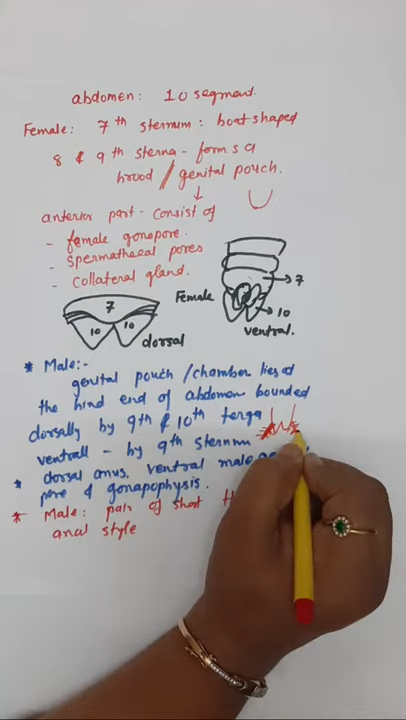 abdomen: 10 segment.
Female: 7th sternum: boat shaped
8 & 9th sterna - forms a
brood / genital pouch.
anterior part - consist of
- female gonopore.
- Spermathecal pores
- Collateral gland.
7
10 10
dorsal
Female
7
10
ventral.
* Male:-
genital pouch / chamber lies at
the hind end of abdomen bounded
dorsally by 9th & 10th terga
ventrall - by 9th sternum
* dorsal anus. ventral male
pore & gonapophysis.
* Male: pair of short
anal style